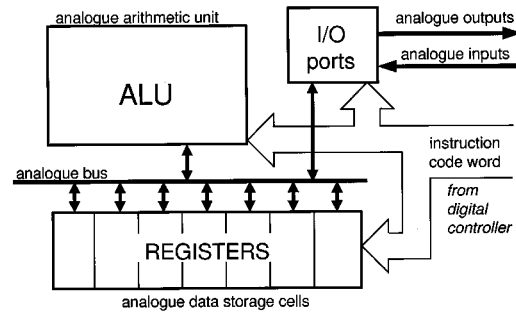 analogue arithmetic unit
ALU
I/O
ports
analogue outputs
analogue inputs
analogue bus
instruction
code word
from
digital
controller
REGISTERS
analogue data storage cells